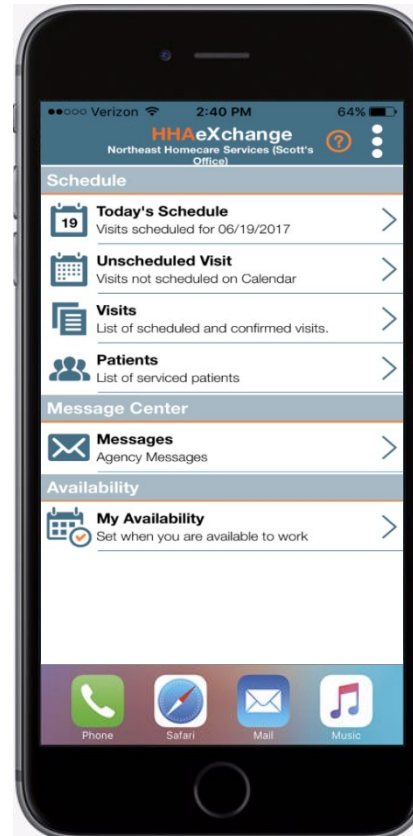 ●●○○○ Verizon 2:40 PM 64%
HHAeXchange
Northeast Homecare Services (Scott's
Office)
?
Schedule
19
Today's Schedule
Visits scheduled for 06/19/2017
Unscheduled Visit
Visits not scheduled on Calendar
Visits
List of scheduled and confirmed visits.
Patients
List of serviced patients
Message Center
Messages
Agency Messages
Availability
My Availability
Set when you are available to work
Phone Safari Mail Music